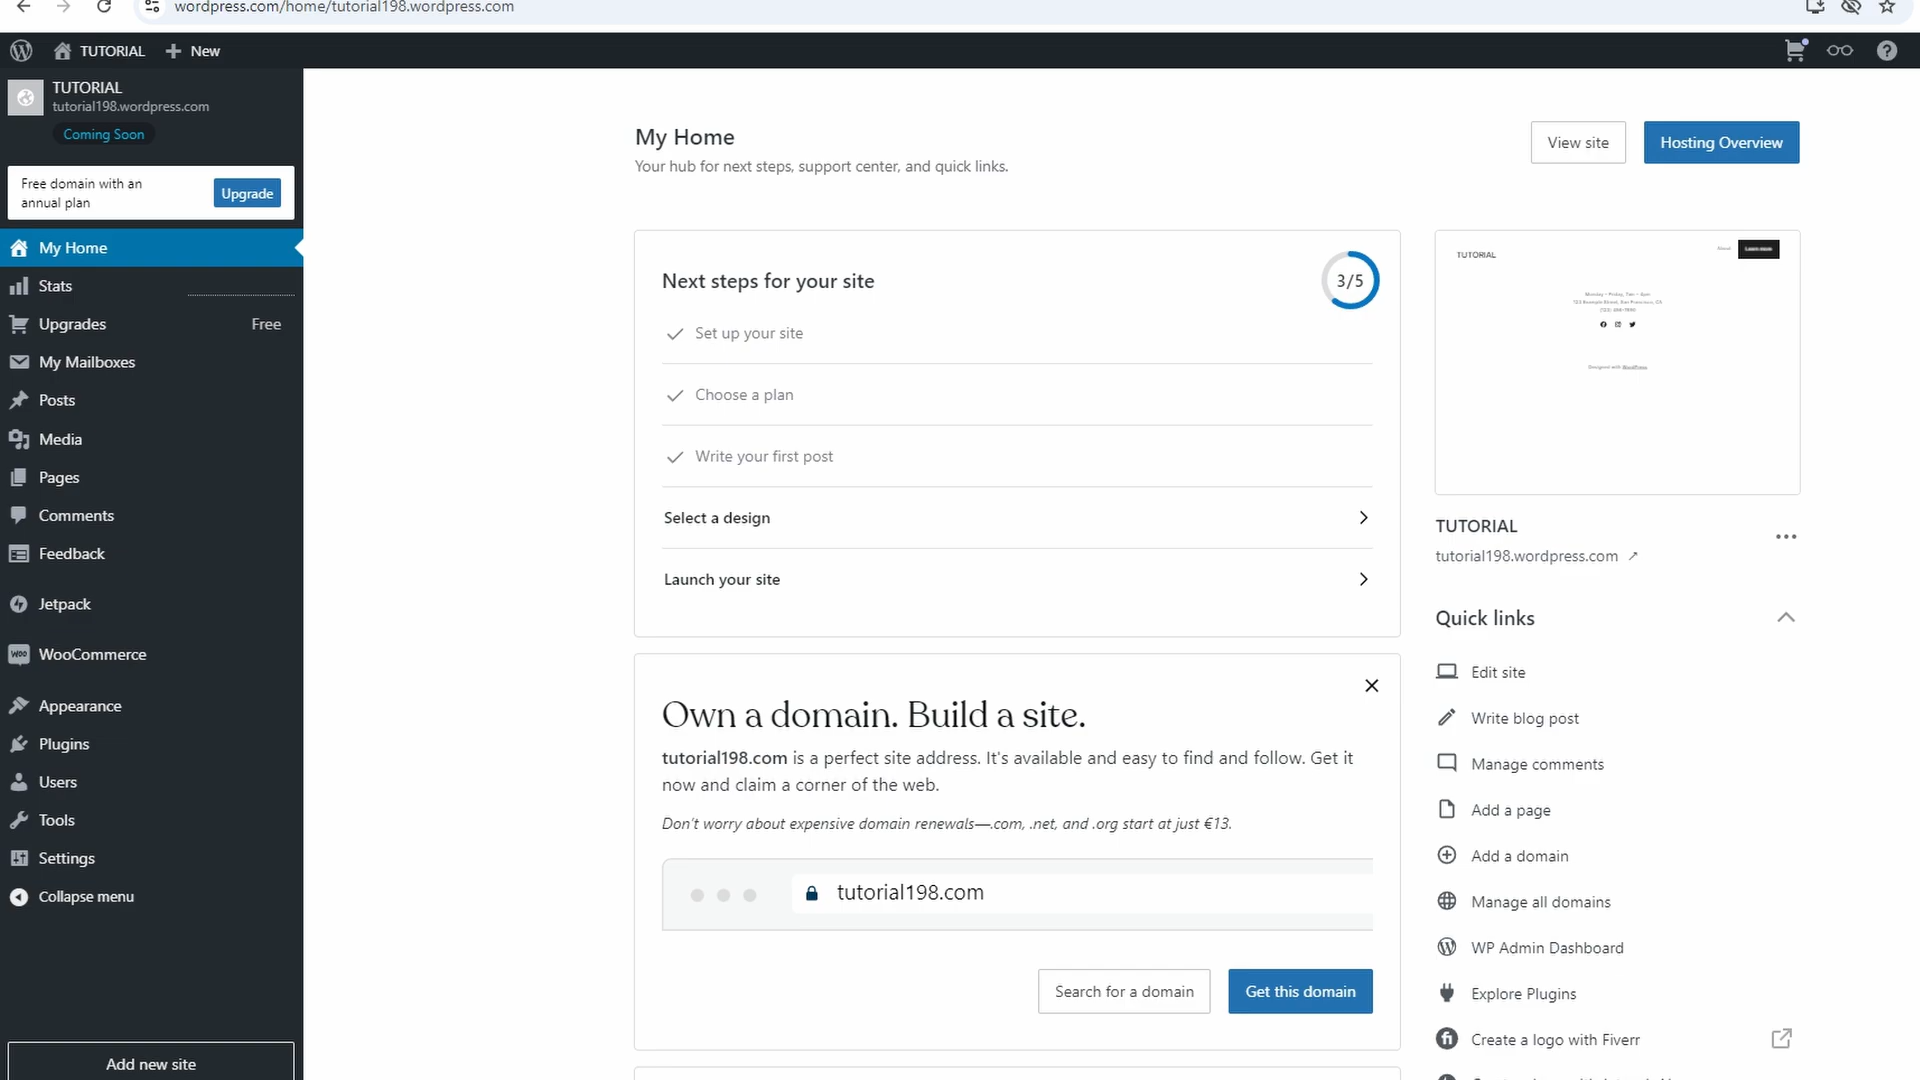 wordpress.com/home/tutorial198.wordpress.com
TUTORIAL
New
TUTORIAL
tutorial198.wordpress.com
Coming Soon
Free domain with an
annual plan
Upgrade
My Home
Stats
Upgrades
Free
My Mailboxes
Posts
Media
Pages
Comments
Feedback
Jetpack
WooCommerce
Appearance
Plugins
Users
Tools
Settings
Collapse menu
Add new site
My Home
Your hub for next steps, support center, and quick links.
View site
Hosting Overview
Next steps for your site
3/5
Set up your site
Choose a plan
Write your first post
Select a design
Launch your site
Own a domain. Build a site.
tutorial198.com is a perfect site address. It's available and easy to find and follow. Get it
now and claim a corner of the web.
Don't worry about expensive domain renewals—.com, .net, and .org start at just €13.
tutorial198.com
Search for a domain
Get this domain
TUTORIAL
About
Learn more
Monday – Friday, 7am – 6pm
123 Example Street, San Francisco, CA
Designed with WordPress
TUTORIAL
tutorial198.wordpress.com ↗
Quick links
Edit site
Write blog post
Manage comments
Add a page
Add a domain
Manage all domains
WP Admin Dashboard
Explore Plugins
Create a logo with Fiverr